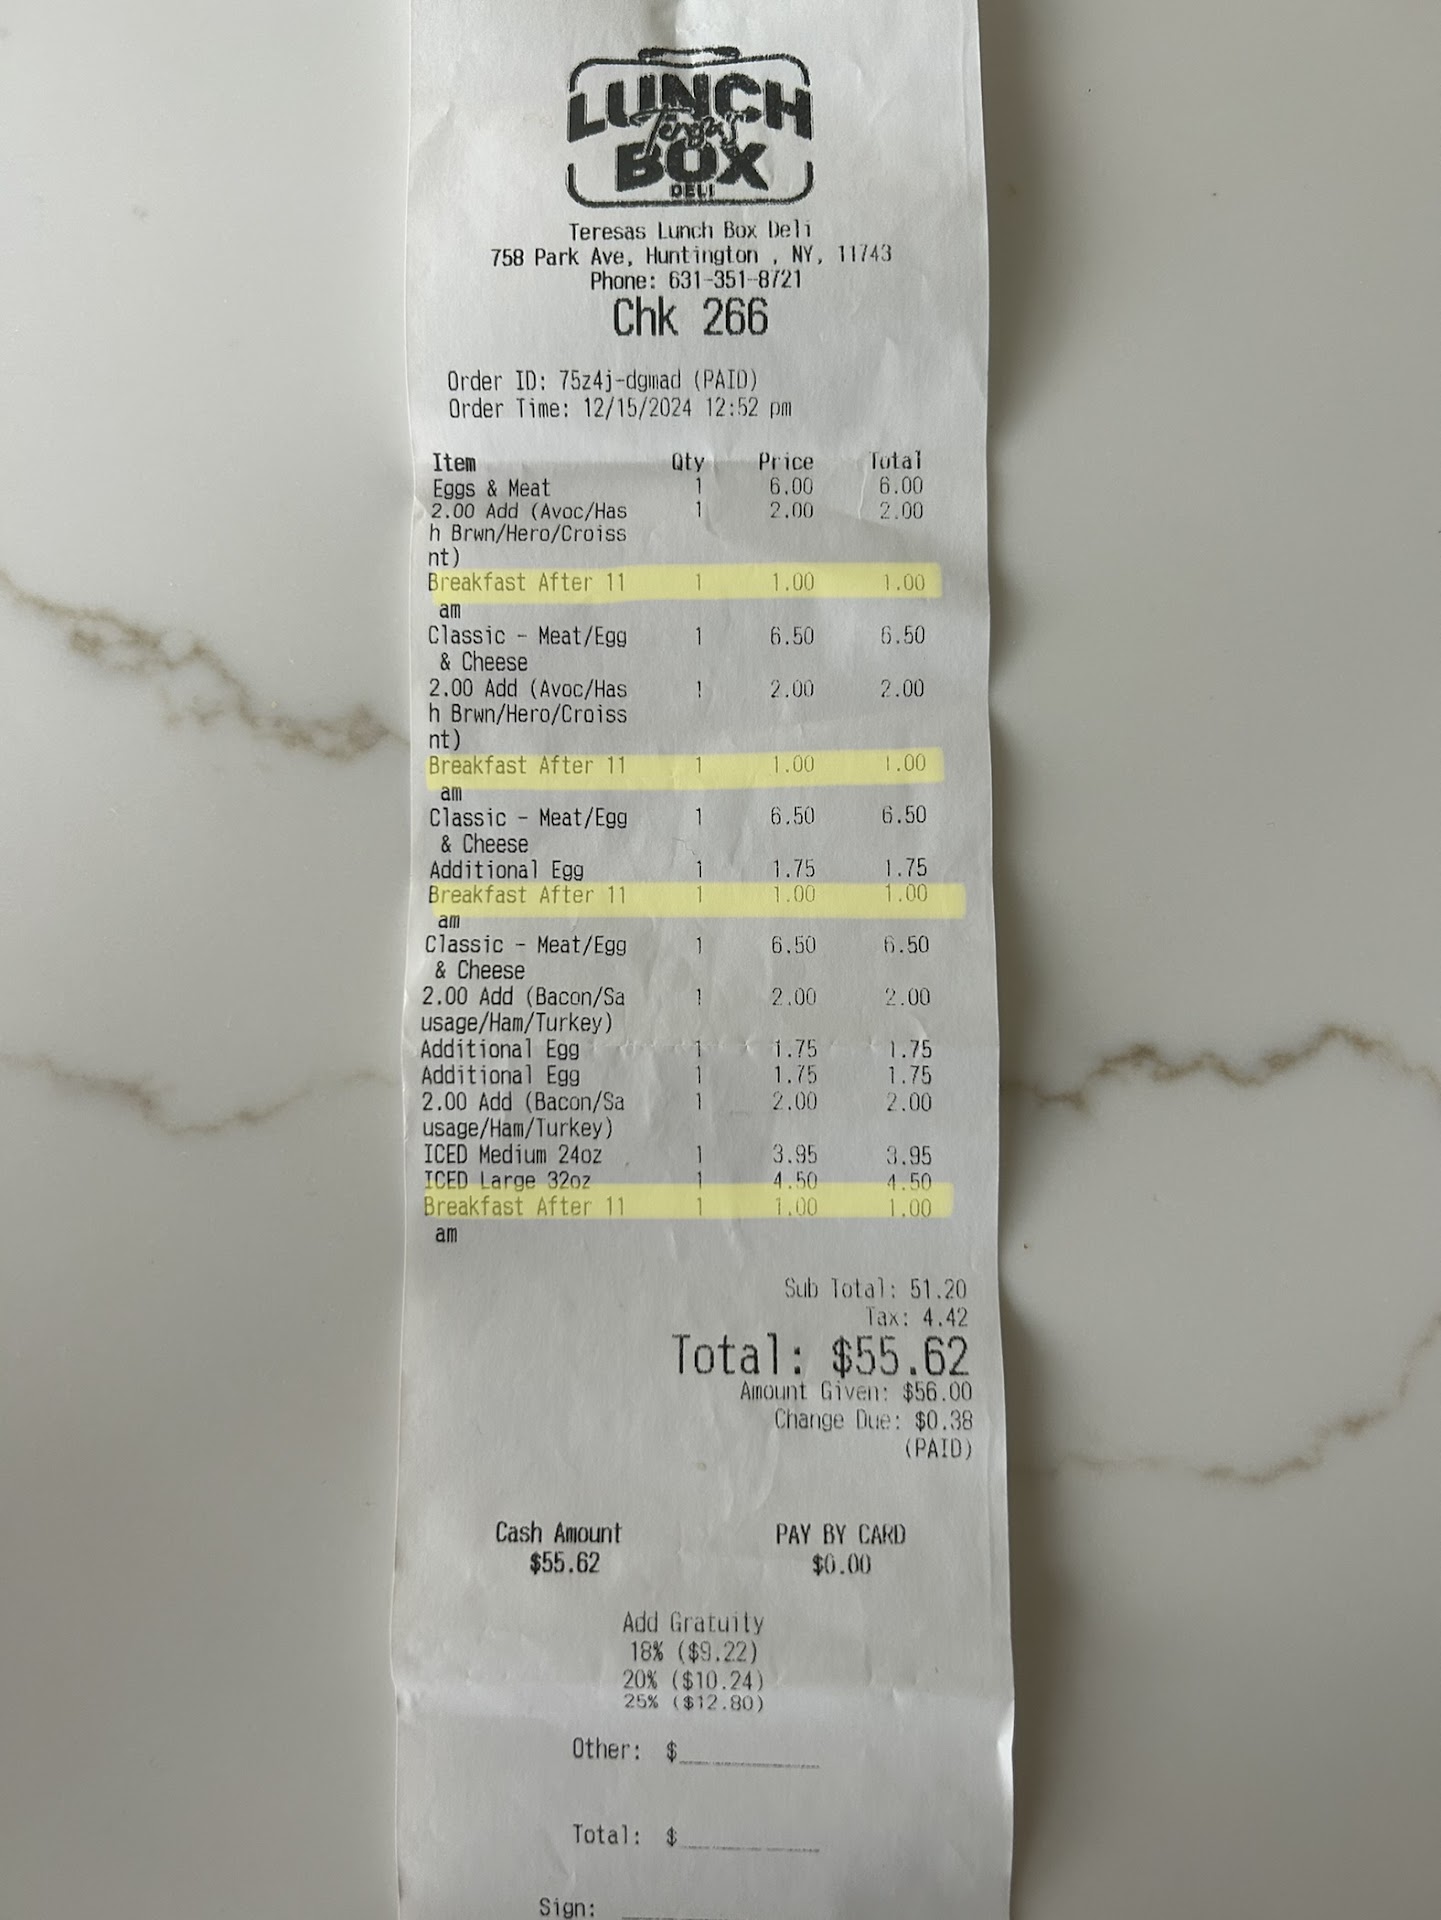 LUNCH
Teresa's
BOX
DELI
Teresas Lunch Box Deli
758 Park Ave, Huntington , NY, 11743
Phone: 631-351-8721
Chk 266
Order ID: 75z4j-dgmad (PAID)
Order Time: 12/15/2024 12:52 pm
Item Qty Price Total
Eggs & Meat 1 6.00 6.00
2.00 Add (Avoc/Has 1 2.00 2.00
h Brwn/Hero/Croiss
nt)
Breakfast After 11 1 1.00 1.00
am
Classic - Meat/Egg 1 6.50 6.50
& Cheese
2.00 Add (Avoc/Has 1 2.00 2.00
h Brwn/Hero/Croiss
nt)
Breakfast After 11 1 1.00 1.00
am
Classic - Meat/Egg 1 6.50 6.50
& Cheese
Additional Egg 1 1.75 1.75
Breakfast After 11 1 1.00 1.00
am
Classic - Meat/Egg 1 6.50 6.50
& Cheese
2.00 Add (Bacon/Sa 1 2.00 2.00
usage/Ham/Turkey)
Additional Egg 1 1.75 1.75
Additional Egg 1 1.75 1.75
2.00 Add (Bacon/Sa 1 2.00 2.00
usage/Ham/Turkey)
ICED Medium 24oz 1 3.95 3.95
ICED Large 32oz 1 4.50 4.50
Breakfast After 11 1 1.00 1.00
am
Sub Total: 51.20
Tax: 4.42
Total: $55.62
Amount Given: $56.00
Change Due: $0.38
(PAID)
Cash Amount PAY BY CARD
$55.62 $0.00
Add Gratuity
18% ($9.22)
20% ($10.24)
25% ($12.80)
Other: $
Total: $
Sign: